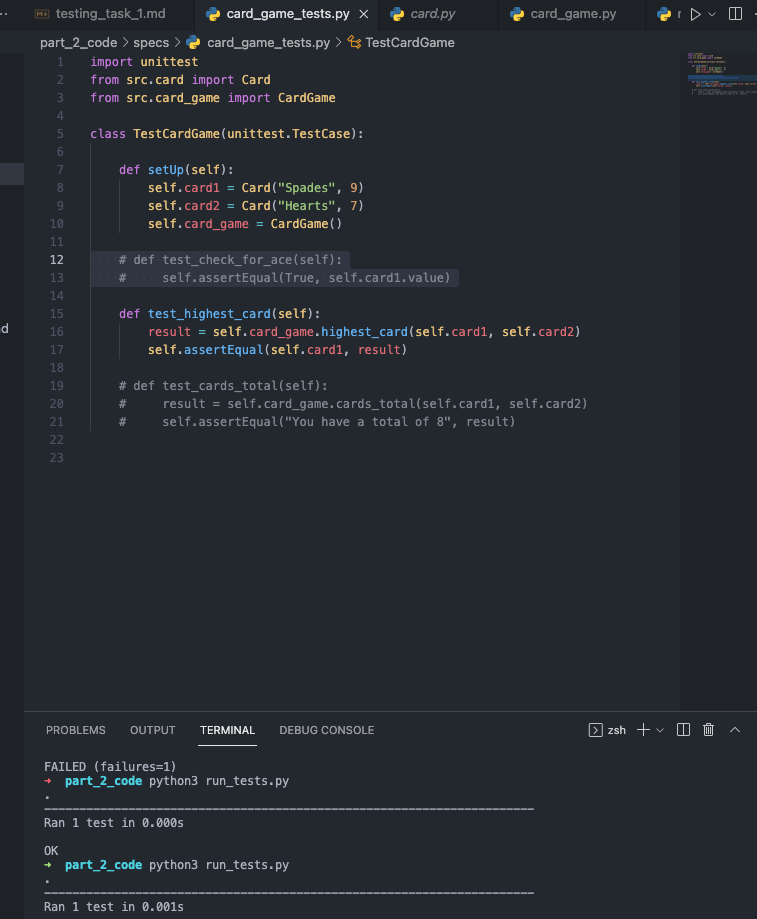 testing_task_1.md card_game_tests.py card.py card_game.py
part_2_code > specs > card_game_tests.py > TestCardGame
1 import unittest
2 from src.card import Card
3 from src.card_game import CardGame
4
5 class TestCardGame(unittest.TestCase):
6
7 def setUp(self):
8 self.card1 = Card("Spades", 9)
9 self.card2 = Card("Hearts", 7)
10 self.card_game = CardGame()
11
12 # def test_check_for_ace(self):
13 #     self.assertEqual(True, self.card1.value)
14
15 def test_highest_card(self):
16 result = self.card_game.highest_card(self.card1, self.card2)
17 self.assertEqual(self.card1, result)
18
19 # def test_cards_total(self):
20 #     result = self.card_game.cards_total(self.card1, self.card2)
21 #     self.assertEqual("You have a total of 8", result)
22
23
PROBLEMS OUTPUT TERMINAL DEBUG CONSOLE zsh
FAILED (failures=1)
→ part_2_code python3 run_tests.py
.
----------------------------------------------------------------------
Ran 1 test in 0.000s
OK
→ part_2_code python3 run_tests.py
.
----------------------------------------------------------------------
Ran 1 test in 0.001s